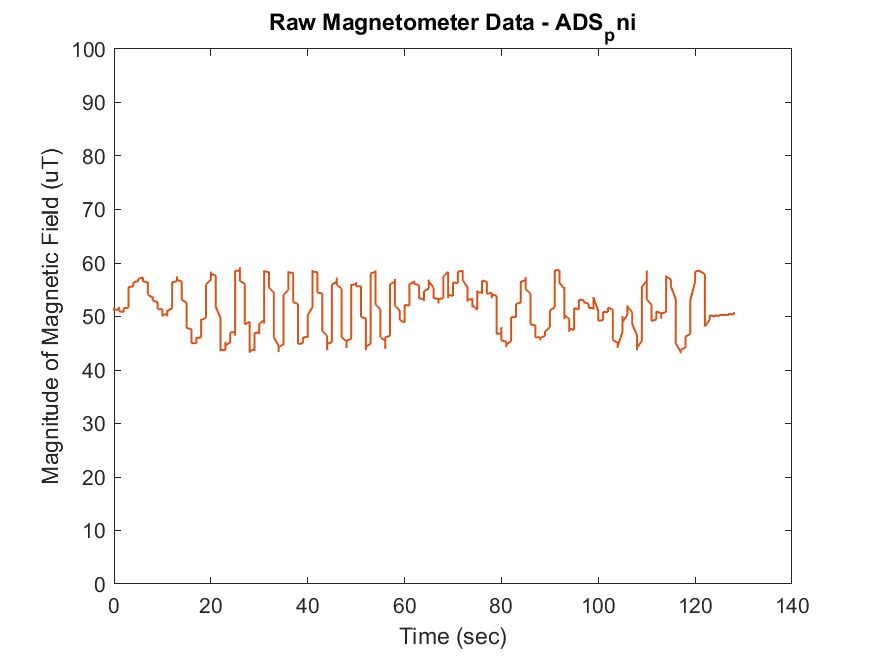 Raw Magnetometer Data - ADSpni
100
90
80
70
60
50
40
30
20
10
0
Magnitude of Magnetic Field (uT)
0 20 40 60 80 100 120 140
Time (sec)